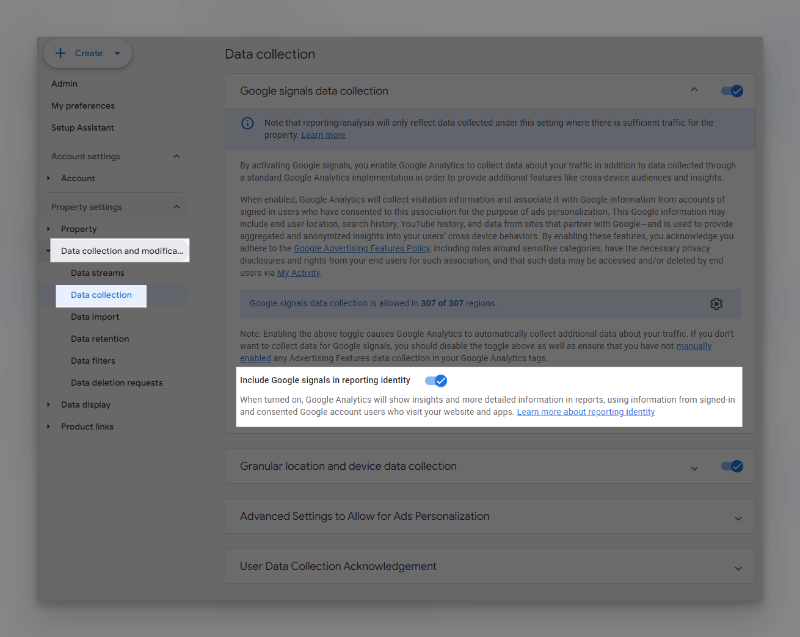 Create
Admin
My preferences
Setup Assistant
Account settings
Account
Property settings
Property
Data collection and modifica...
Data streams
Data collection
Data import
Data retention
Data filters
Data deletion requests
Data display
Product links
Data collection
Google signals data collection
Note that reporting/analysis will only reflect data collected under this setting where there is sufficient traffic for the
property. Learn more
By activating Google signals, you enable Google Analytics to collect data about your traffic in addition to data collected through
a standard Google Analytics implementation in order to provide additional features like cross-device audiences and insights.
When enabled, Google Analytics will collect visitation information and associate it with Google information from accounts of
signed-in users who have consented to this association for the purpose of ads personalization. This Google information may
include end user location, search history, YouTube history, and data from sites that partner with Google—and is used to provide
aggregated and anonymized insights into your users' cross device behaviors. By enabling these features, you acknowledge you
adhere to the Google Advertising Features Policy, including rules around sensitive categories, have the necessary privacy
disclosures and rights from your end users for such association, and that such data may be accessed and/or deleted by end
users via My Activity.
Google signals data collection is allowed in 307 of 307 regions.
Note: Enabling the above toggle causes Google Analytics to automatically collect additional data about your traffic. If you don't
want to collect data for Google signals, you should disable the toggle above as well as ensure that you have not manually
enabled any Advertising Features data collection in your Google Analytics tags.
Include Google signals in reporting identity
When turned on, Google Analytics will show insights and more detailed information in reports, using information from signed-in
and consented Google account users who visit your website and apps. Learn more about reporting identity
Granular location and device data collection
Advanced Settings to Allow for Ads Personalization
User Data Collection Acknowledgement